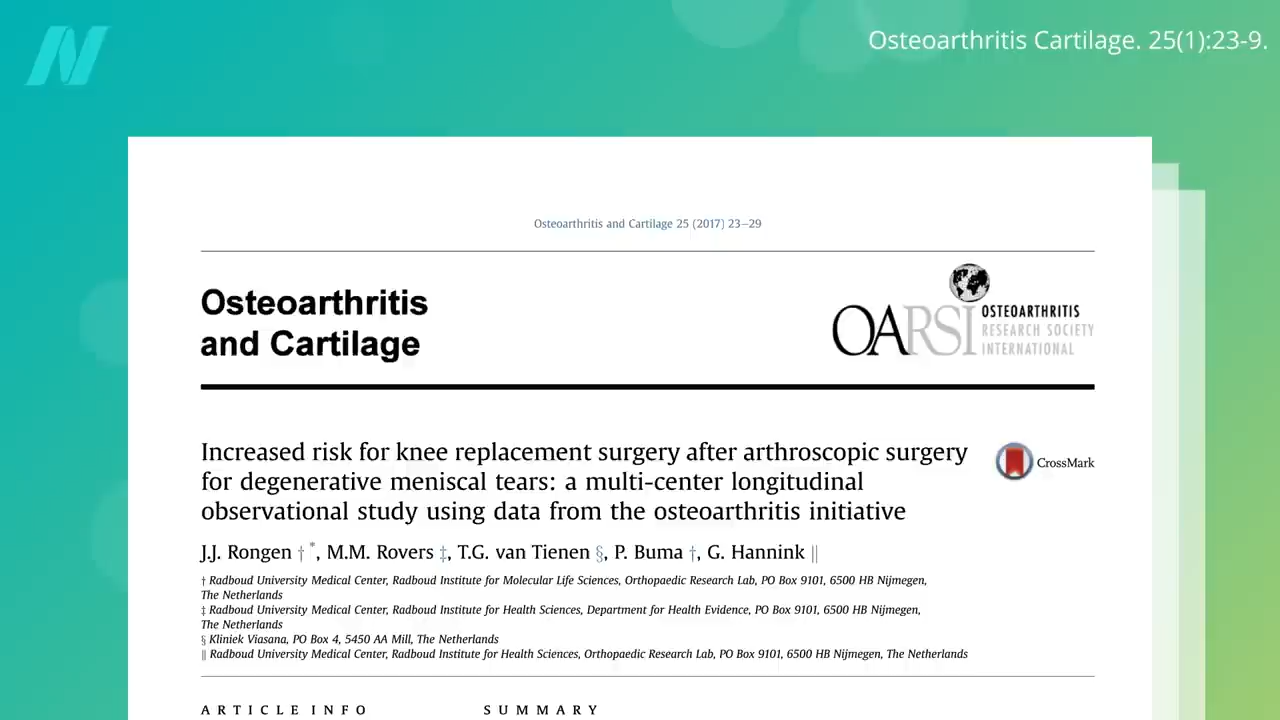 Osteoarthritis Cartilage. 25(1):23-9.
Osteoarthritis and Cartilage 25 (2017) 23–29
Osteoarthritis
and Cartilage
OARSI OSTEOARTHRITIS
RESEARCH SOCIETY
INTERNATIONAL
Increased risk for knee replacement surgery after arthroscopic surgery
for degenerative meniscal tears: a multi-center longitudinal
observational study using data from the osteoarthritis initiative
CrossMark
J.J. Rongen † *, M.M. Rovers ‡, T.G. van Tienen §, P. Buma †, G. Hannink ||
† Radboud University Medical Center, Radboud Institute for Molecular Life Sciences, Orthopaedic Research Lab, PO Box 9101, 6500 HB Nijmegen,
The Netherlands
‡ Radboud University Medical Center, Radboud Institute for Health Sciences, Department for Health Evidence, PO Box 9101, 6500 HB Nijmegen,
The Netherlands
§ Kliniek Viasana, PO Box 4, 5450 AA Mill, The Netherlands
|| Radboud University Medical Center, Radboud Institute for Health Sciences, Orthopaedic Research Lab, PO Box 9101, 6500 HB Nijmegen, The Netherlands
ARTICLE INFO
SUMMARY